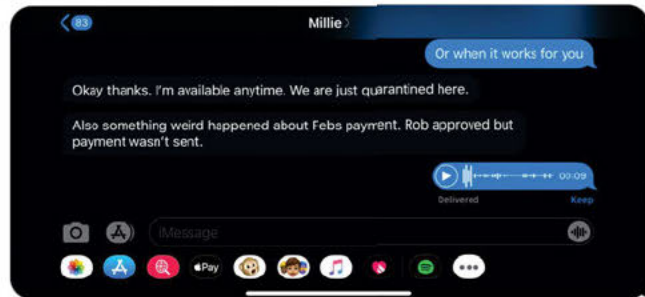 83
Millie
Or when it works for you
Okay thanks. I'm available anytime. We are just quarantined here.
Also something weird happened about Febs payment. Rob approved but
payment wasn't sent.
00:09
Delivered
Keep
iMessage
Pay